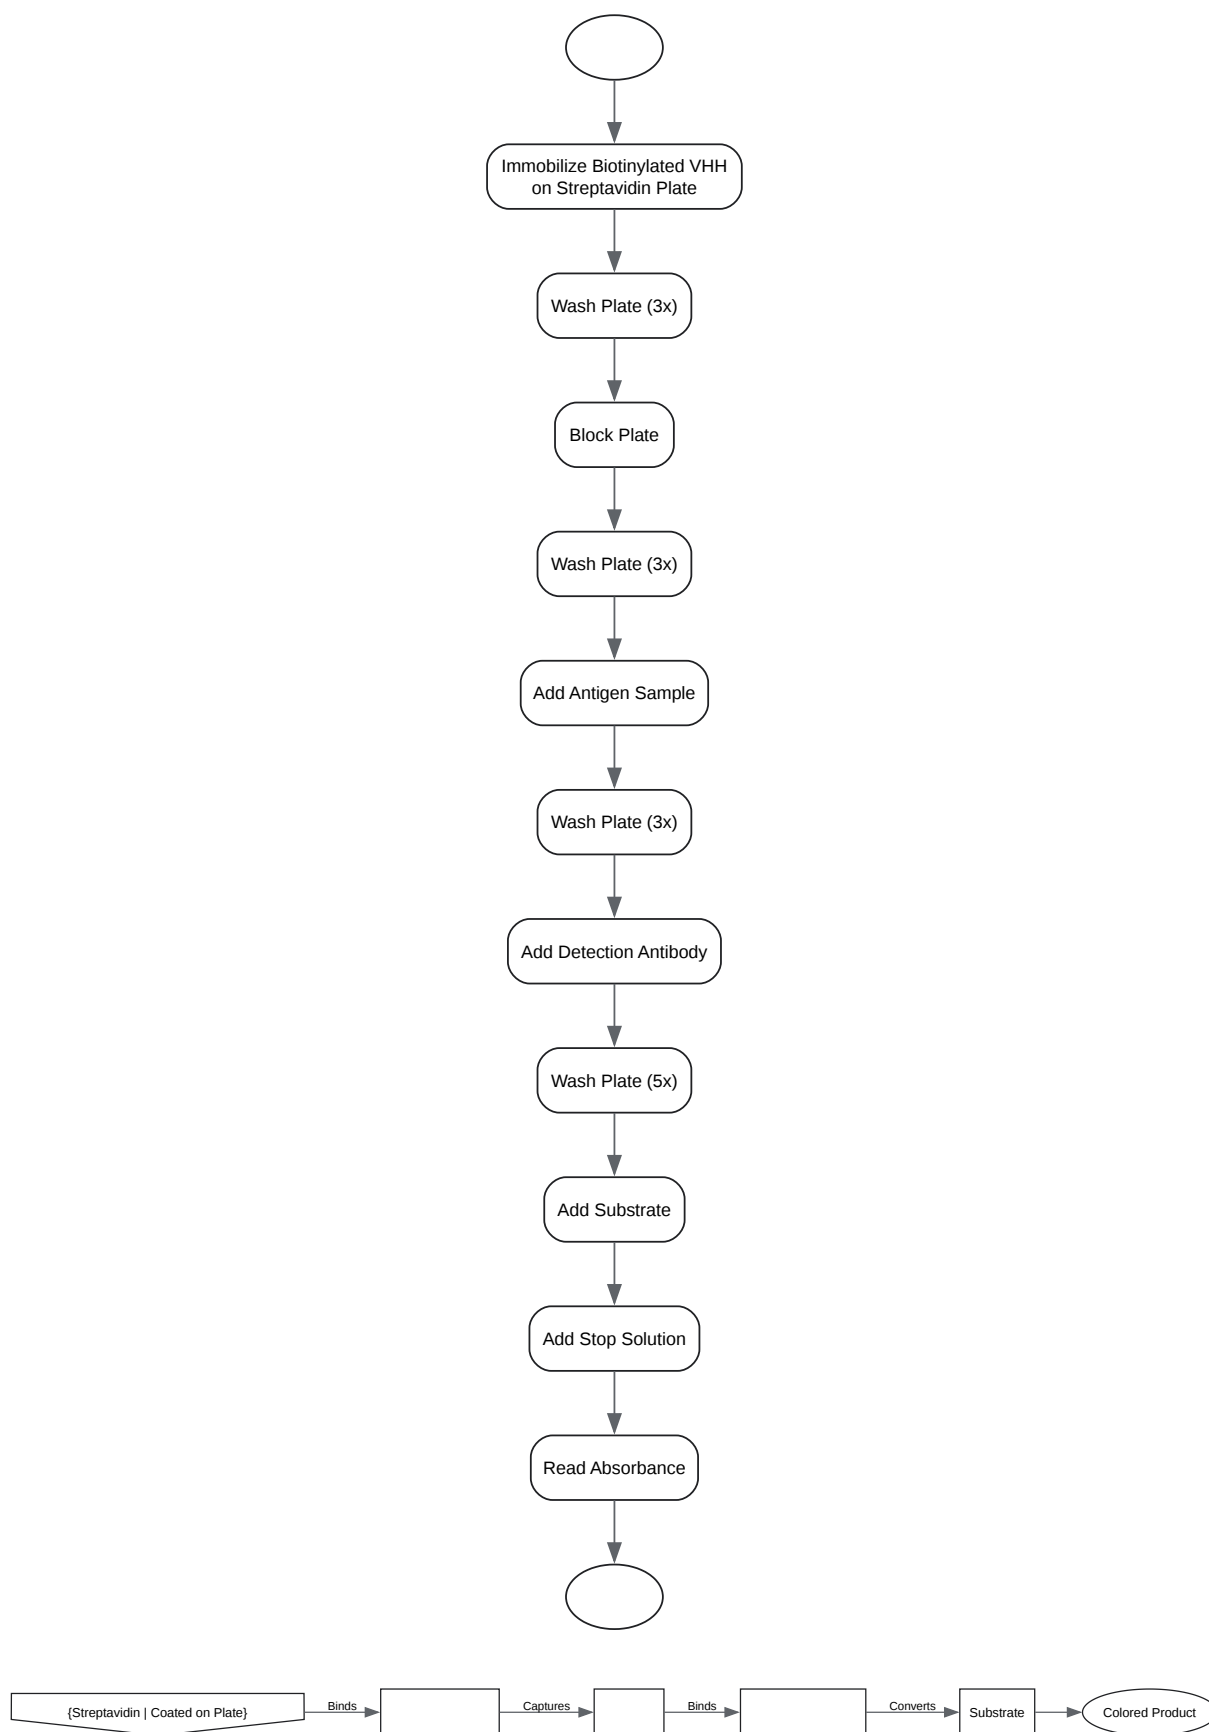 Immobilize Biotinylated VHH
on Streptavidin Plate
Wash Plate (3x)
Block Plate
Wash Plate (3x)
Add Antigen Sample
Wash Plate (3x)
Add Detection Antibody
Wash Plate (5x)
Add Substrate
Add Stop Solution
Read Absorbance
{Streptavidin | Coated on Plate}
Binds
Captures
Binds
Converts
Substrate
Colored Product